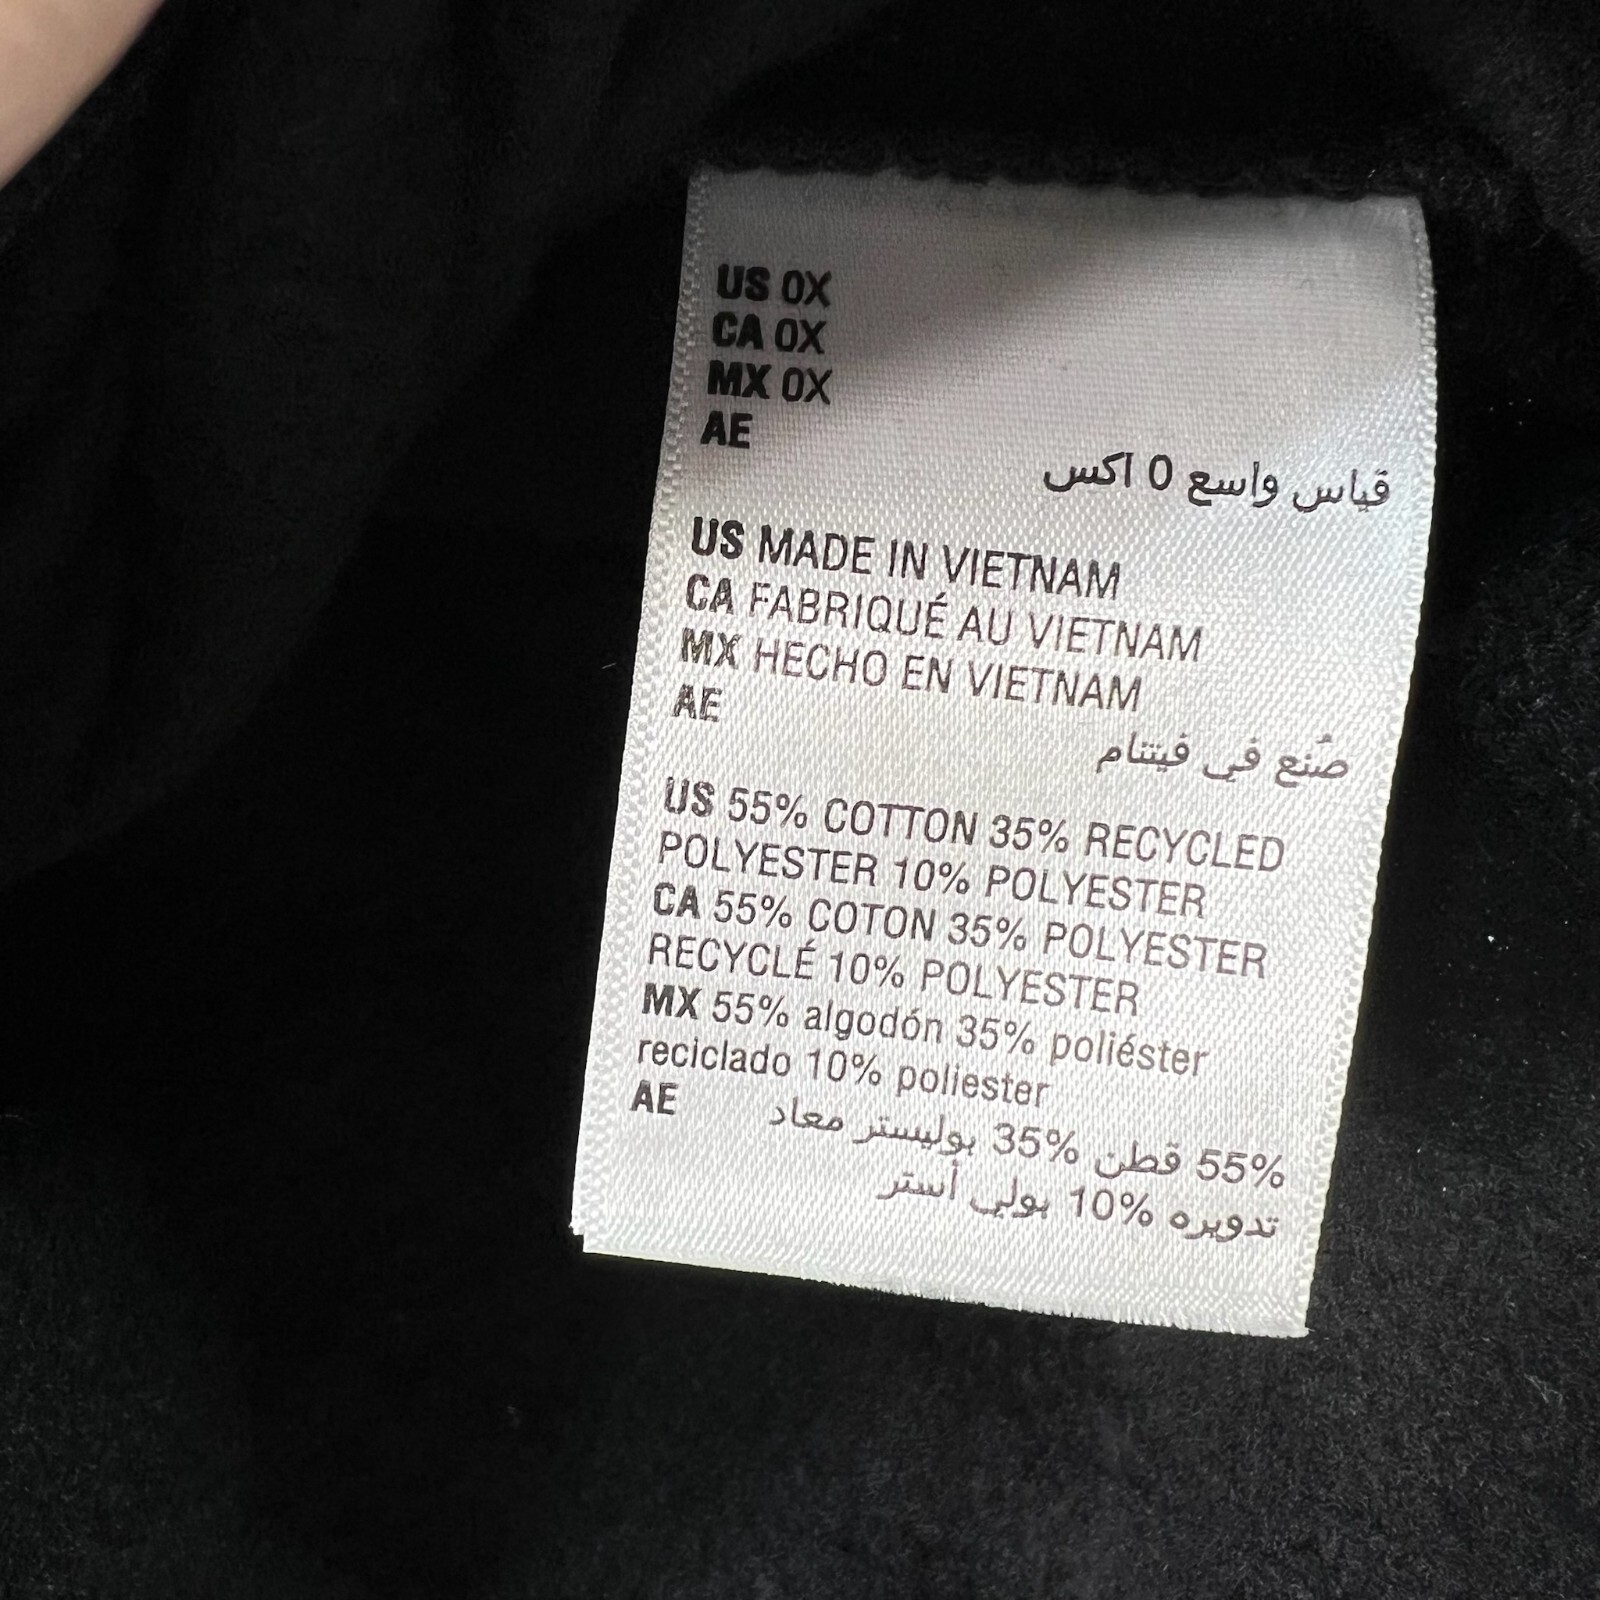 US 0X
CA 0X
MX 0X
AE
قياس واسع 0 اكس
US MADE IN VIETNAM
CA FABRIQUÉ AU VIETNAM
MX HECHO EN VIETNAM
AE
صُنع في فيتنام
US 55% COTTON 35% RECYCLED
POLYESTER 10% POLYESTER
CA 55% COTON 35% POLYESTER
RECYCLÉ 10% POLYESTER
MX 55% algodón 35% poliéster
reciclado 10% poliester
AE
55% قطن 35% بوليستر معاد
تدويره 10% بولي أستر